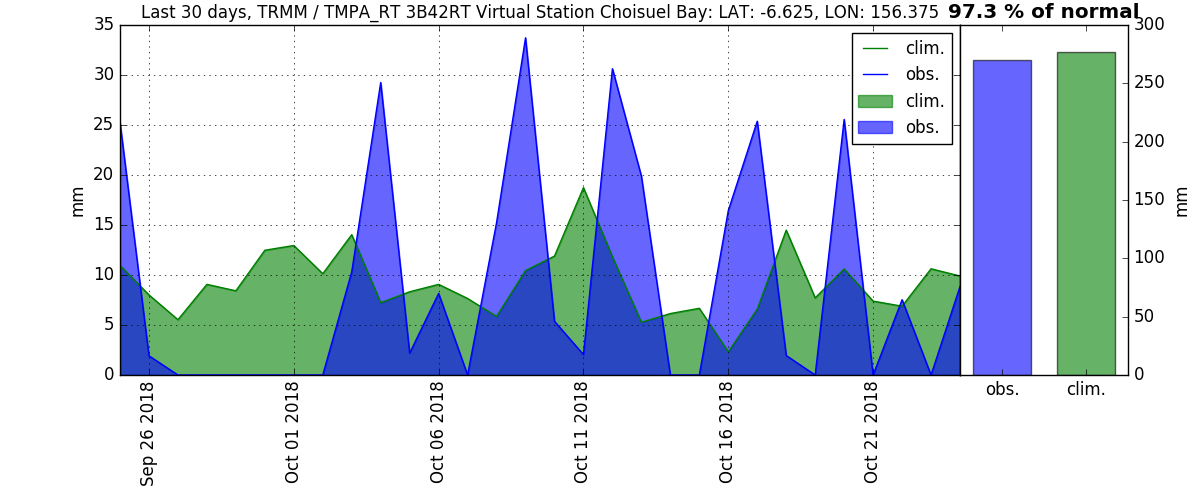 Last 30 days, TRMM / TMPA_RT 3B42RT Virtual Station Choisuel Bay: LAT: -6.625, LON: 156.375 97.3 % of normal
35
30
25
20
15
10
5
0
mm
clim.
obs.
clim.
obs.
300
250
200
150
100
50
0
mm
Sep 26 2018
Oct 01 2018
Oct 06 2018
Oct 11 2018
Oct 16 2018
Oct 21 2018
obs.
clim.